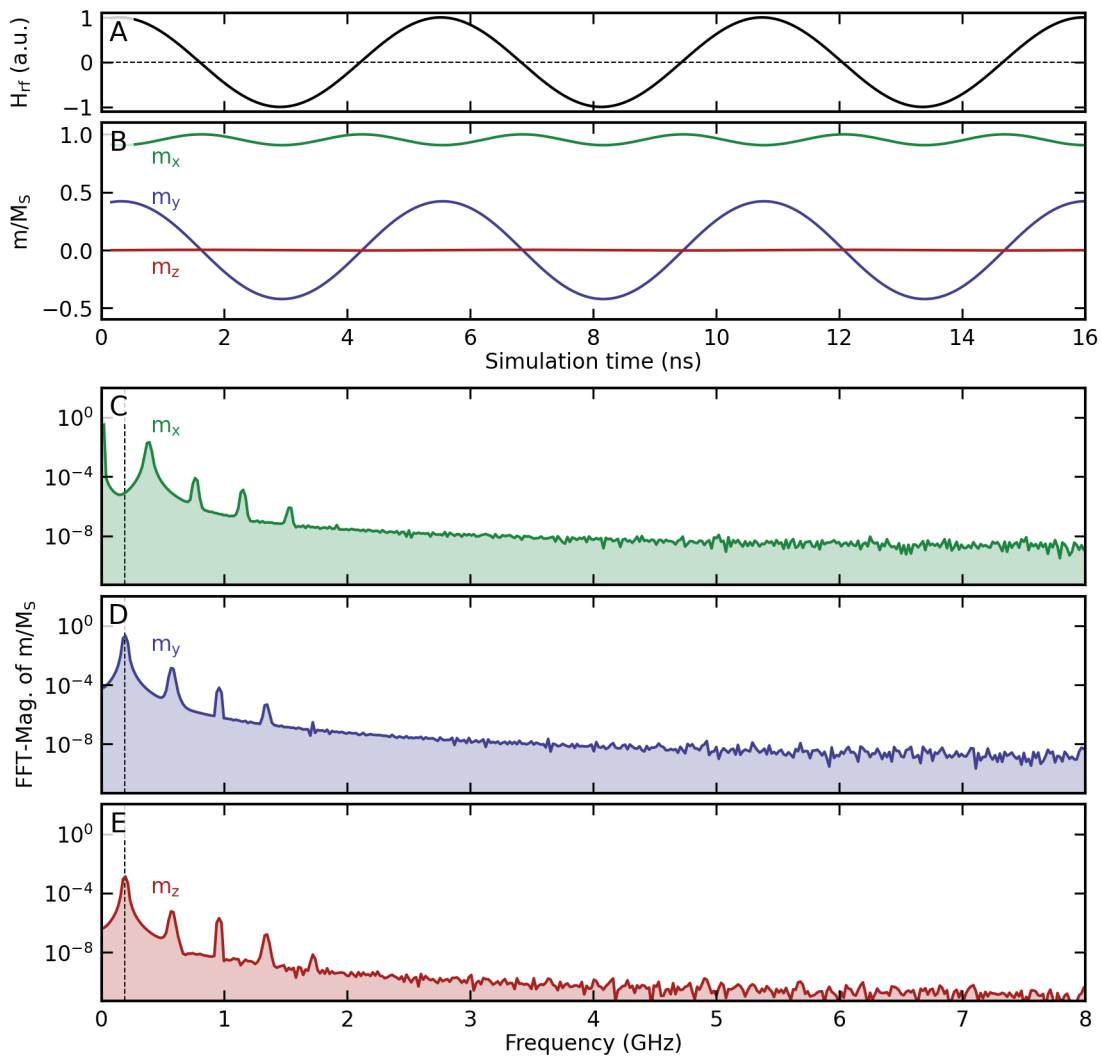 A
H_rf (a.u.)
1
0
−1
B
m/M_S
1.0
0.5
0.0
−0.5
m_x
m_y
m_z
0 2 4 6 8 10 12 14 16
Simulation time (ns)
C
m_x
10^0
10^−4
10^−8
FFT-Mag. of m/M_S
D
m_y
10^0
10^−4
10^−8
E
m_z
10^0
10^−4
10^−8
0 1 2 3 4 5 6 7 8
Frequency (GHz)